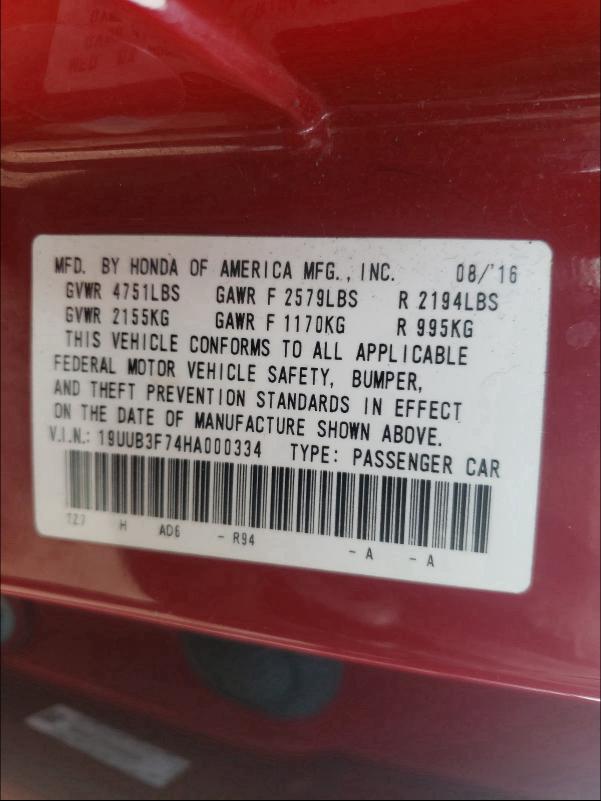 MFD. BY HONDA OF AMERICA MFG., INC. 08/'16
GVWR 4751LBS GAWR F 2579LBS R 2194LBS
GVWR 2155KG GAWR F 1170KG R 995KG
THIS VEHICLE CONFORMS TO ALL APPLICABLE
FEDERAL MOTOR VEHICLE SAFETY, BUMPER,
AND THEFT PREVENTION STANDARDS IN EFFECT
ON THE DATE OF MANUFACTURE SHOWN ABOVE.
V.I.N.: 19UUB3F74HA000334 TYPE: PASSENGER CAR
TZ7 H AD6 - R94 - A - A